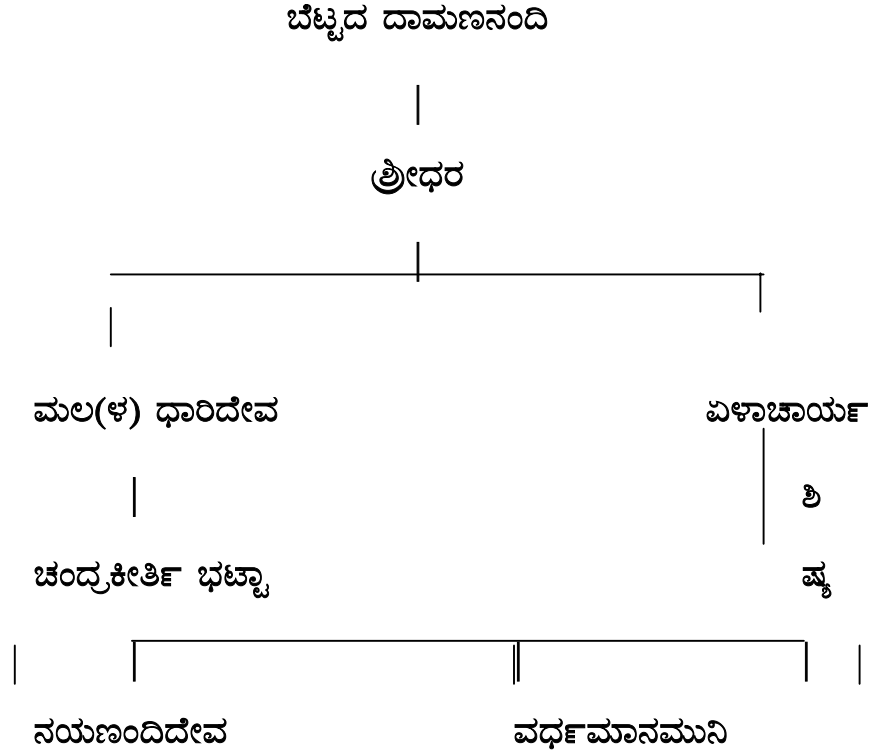 ಬೆಟ್ಟದ ದಾಮಣನಂದಿ
ಶ್ರೀಧರ
ಮಲ(ಳ) ಧಾರಿದೇವ ಏಳಾಚಾರ್ಯ
ಶಿ
ಚಂದ್ರಕೀರ್ತಿ ಭಟ್ಟಾ ಷ್ಯ
ನಯಣಂದಿದೇವ ವರ್ಧಮಾನಮುನಿ